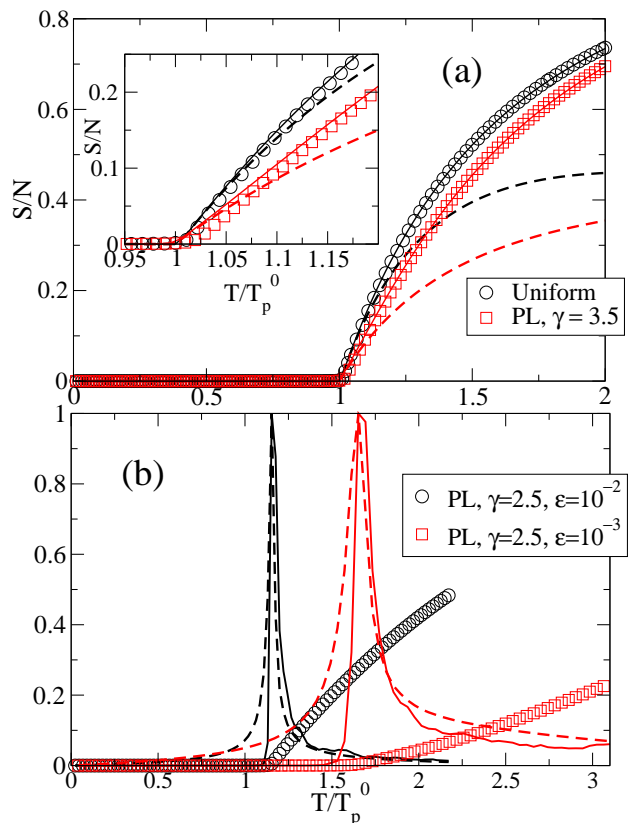 0.8
(a)
0.2
S/N
0.1
0
0.95 1 1.05 1.1 1.15
T/T_p^0
0.6
S/N
0.4
0.2
0
Uniform
PL, γ = 3.5
0 0.5 1 1.5 2
1
(b)
PL, γ=2.5, ε=10^-2
PL, γ=2.5, ε=10^-3
0.8
0.6
0.4
0.2
0
0 0.5 1 1.5 2 2.5 3
T/T_p^0